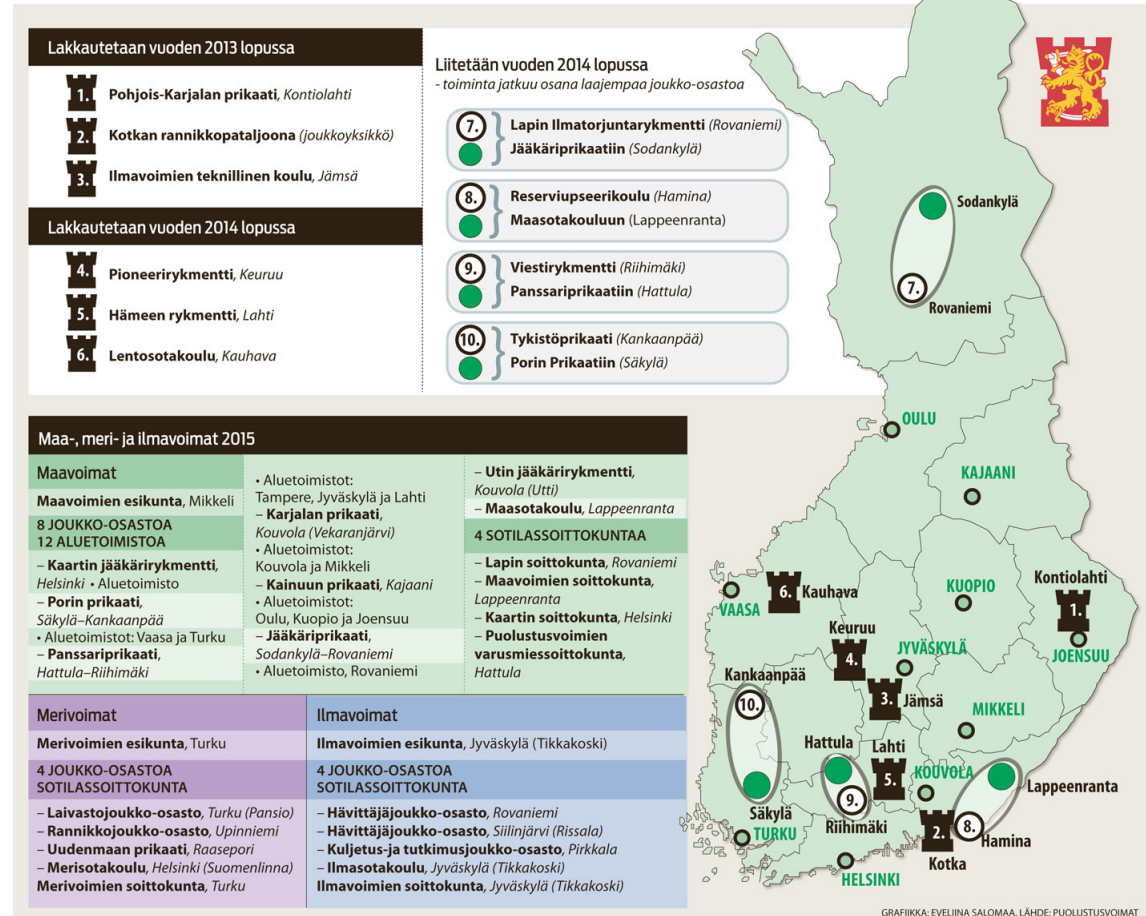 Lakkautetaan vuoden 2013 lopussa
1. Pohjois-Karjalan prikaati, Kontiolahti
2. Kotkan rannikkopataljoona (joukkoyksikkö)
3. Ilmavoimien teknillinen koulu, Jämsä
Lakkautetaan vuoden 2014 lopussa
4. Pioneerirykmentti, Keuruu
5. Hämeen rykmentti, Lahti
6. Lentosotakoulu, Kauhava
Liitetään vuoden 2014 lopussa
- toiminta jatkuu osana laajempaa joukko-osastoa
7. Lapin Ilmatorjuntarykmentti (Rovaniemi)
Jääkäriprikaatiin (Sodankylä)
8. Reserviupseerikoulu (Hamina)
Maasotakouluun (Lappeenranta)
9. Viestirykmentti (Riihimäki)
Panssariprikaatiin (Hattula)
10. Tykistöprikaati (Kankaanpää)
Porin Prikaatiin (Säkylä)
Maa-, meri- ja ilmavoimat 2015
Maavoimat
Maavoimien esikunta, Mikkeli
8 JOUKKO-OSASTOA
12 ALUETOIMISTOA
– Kaartin jääkärirykmentti,
Helsinki • Aluetoimisto
– Porin prikaati,
Säkylä–Kankaanpää
• Aluetoimistot: Vaasa ja Turku
– Panssariprikaati,
Hattula–Riihimäki
• Aluetoimistot:
Tampere, Jyväskylä ja Lahti
– Karjalan prikaati,
Kouvola (Vekaranjärvi)
• Aluetoimistot:
Kouvola ja Mikkeli
– Kainuun prikaati, Kajaani
• Aluetoimistot:
Oulu, Kuopio ja Joensuu
– Jääkäriprikaati,
Sodankylä–Rovaniemi
• Aluetoimisto, Rovaniemi
– Utin jääkärirykmentti,
Kouvola (Utti)
– Maasotakoulu, Lappeenranta
4 SOTILASSOITTOKUNTAA
– Lapin soittokunta, Rovaniemi
– Maavoimien soittokunta,
Lappeenranta
– Kaartin soittokunta, Helsinki
– Puolustusvoimien
varusmiessoittokunta,
Hattula
Merivoimat
Merivoimien esikunta, Turku
4 JOUKKO-OSASTOA
SOTILASSOITTOKUNTA
– Laivastojoukko-osasto, Turku (Pansio)
– Rannikkojoukko-osasto, Upinniemi
– Uudenmaan prikaati, Raasepori
– Merisotakoulu, Helsinki (Suomenlinna)
Merivoimien soittokunta, Turku
Ilmavoimat
Ilmavoimien esikunta, Jyväskylä (Tikkakoski)
4 JOUKKO-OSASTOA
SOTILASSOITTOKUNTA
– Hävittäjäjoukko-osasto, Rovaniemi
– Hävittäjäjoukko-osasto, Siilinjärvi (Rissala)
– Kuljetus-ja tutkimusjoukko-osasto, Pirkkala
– Ilmasotakoulu, Jyväskylä (Tikkakoski)
Ilmavoimien soittokunta, Jyväskylä (Tikkakoski)
Sodankylä
7.
Rovaniemi
OULU
KAJAANI
VAASA
6. Kauhava
KUOPIO
Kontiolahti
1.
JOENSUU
Keuruu
4.
JYVÄSKYLÄ
3. Jämsä
Kankaanpää
10.
MIKKELI
Hattula
Lahti
5.
KOUVOLA
Lappeenranta
Säkylä
9.
Riihimäki
TURKU
2.
Kotka
8.
Hamina
HELSINKI
GRAFIIKKA: EVELIINA SALOMAA, LÄHDE: PUOLUSTUSVOIMAT